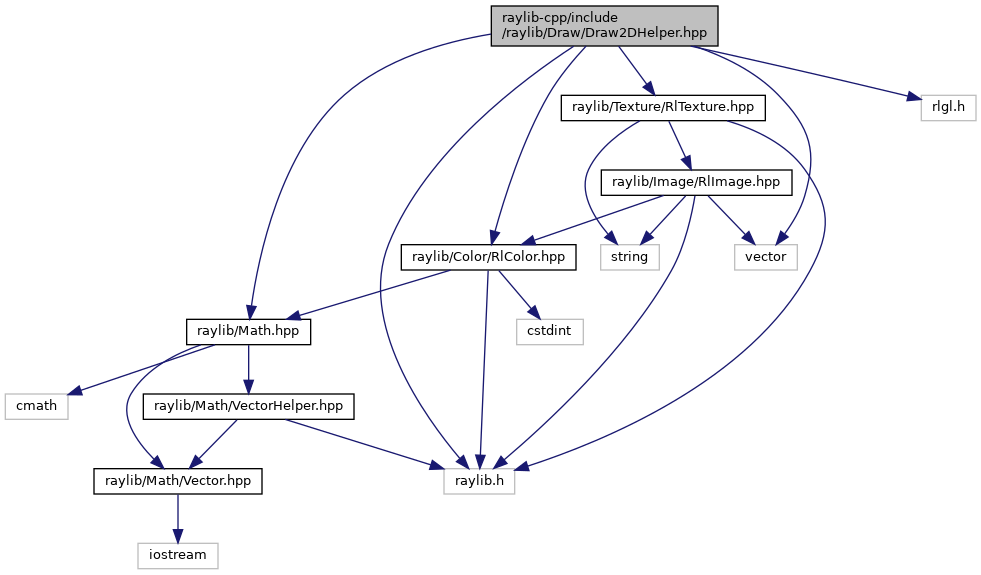 raylib-cpp/include
/raylib/Draw/Draw2DHelper.hpp
raylib/Texture/RlTexture.hpp
rlgl.h
raylib/Image/RlImage.hpp
raylib/Color/RlColor.hpp
string
vector
raylib/Math.hpp
cstdint
cmath
raylib/Math/VectorHelper.hpp
raylib/Math/Vector.hpp
raylib.h
iostream